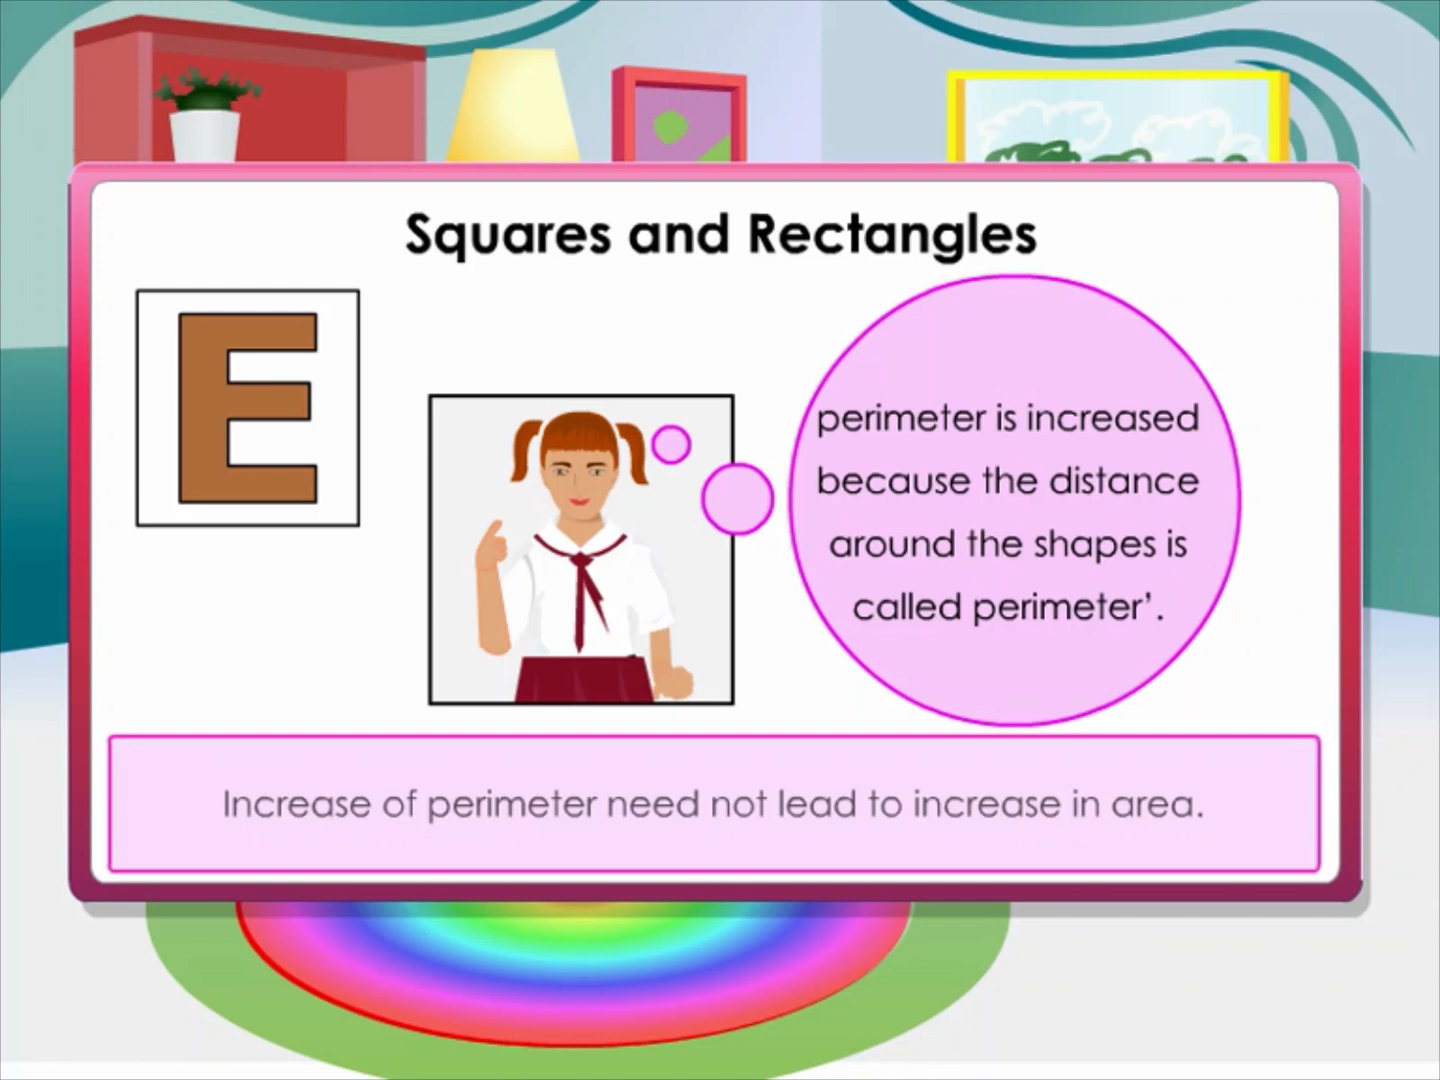 Squares and Rectangles
E
perimeter is increased
because the distance
around the shapes is
called perimeter’.
Increase of perimeter need not lead to increase in area.